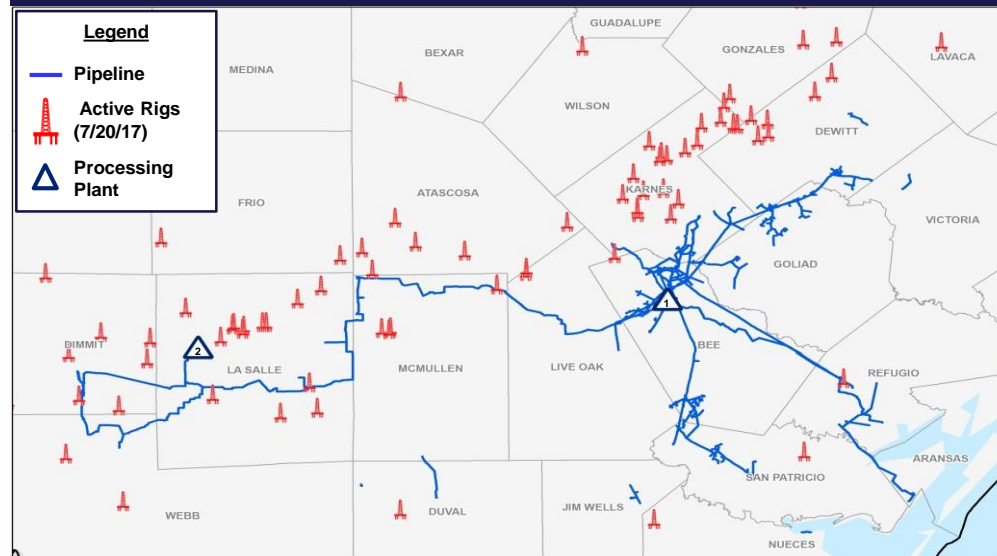 Legend
Pipeline
Active Rigs
(7/20/17)
Processing
Plant
GUADALUPE
BEXAR
GONZALES
LAVACA
MEDINA
WILSON
DEWITT
ATASCOSA
KARNES
FRIO
VICTORIA
GOLIAD
1
DIMMIT
2
LA SALLE
MCMULLEN
LIVE OAK
BEE
REFUGIO
ARANSAS
SAN PATRICIO
WEBB
DUVAL
JIM WELLS
NUECES